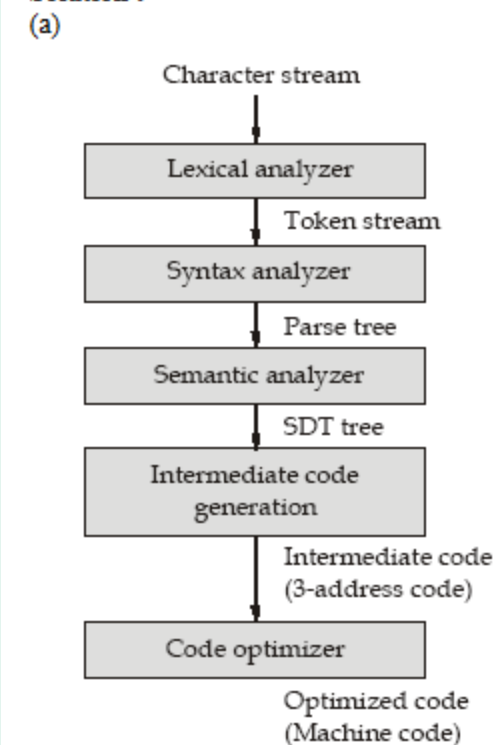 (a)
Character stream
Lexical analyzer
Token stream
Syntax analyzer
Parse tree
Semantic analyzer
SDT tree
Intermediate code
generation
Intermediate code
(3-address code)
Code optimizer
Optimized code
(Machine code)